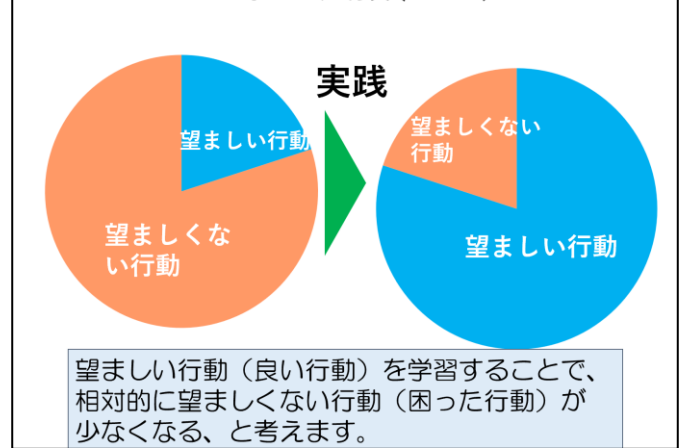 実践
望ましい行動
望ましくな
い行動
望ましくない
行動
望ましい行動
望ましい行動（良い行動）を学習することで、
相対的に望ましくない行動（困った行動）が
少なくなる、と考えます。